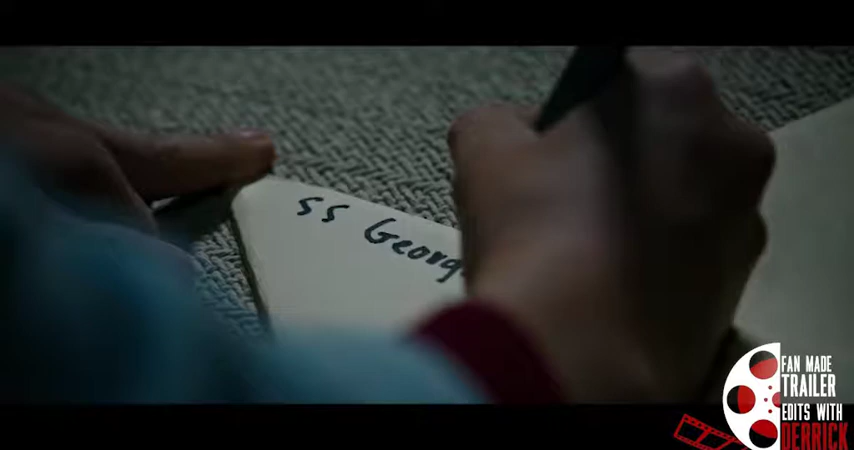 SS Georg
FAN MADE
TRAILER
EDITS WITH
DERRICK